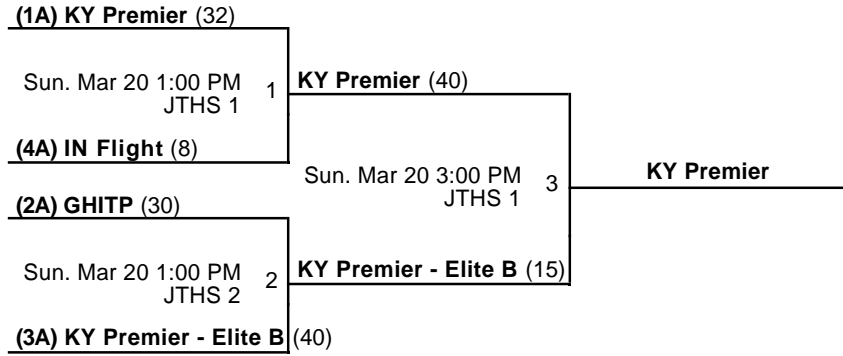 (1A) KY Premier (32)
Sun. Mar 20 1:00 PM
JTHS 1
1
KY Premier (40)
(4A) IN Flight (8)
Sun. Mar 20 3:00 PM
JTHS 1
3
KY Premier
(2A) GHITP (30)
Sun. Mar 20 1:00 PM
JTHS 2
2
KY Premier - Elite B (15)
(3A) KY Premier - Elite B (40)